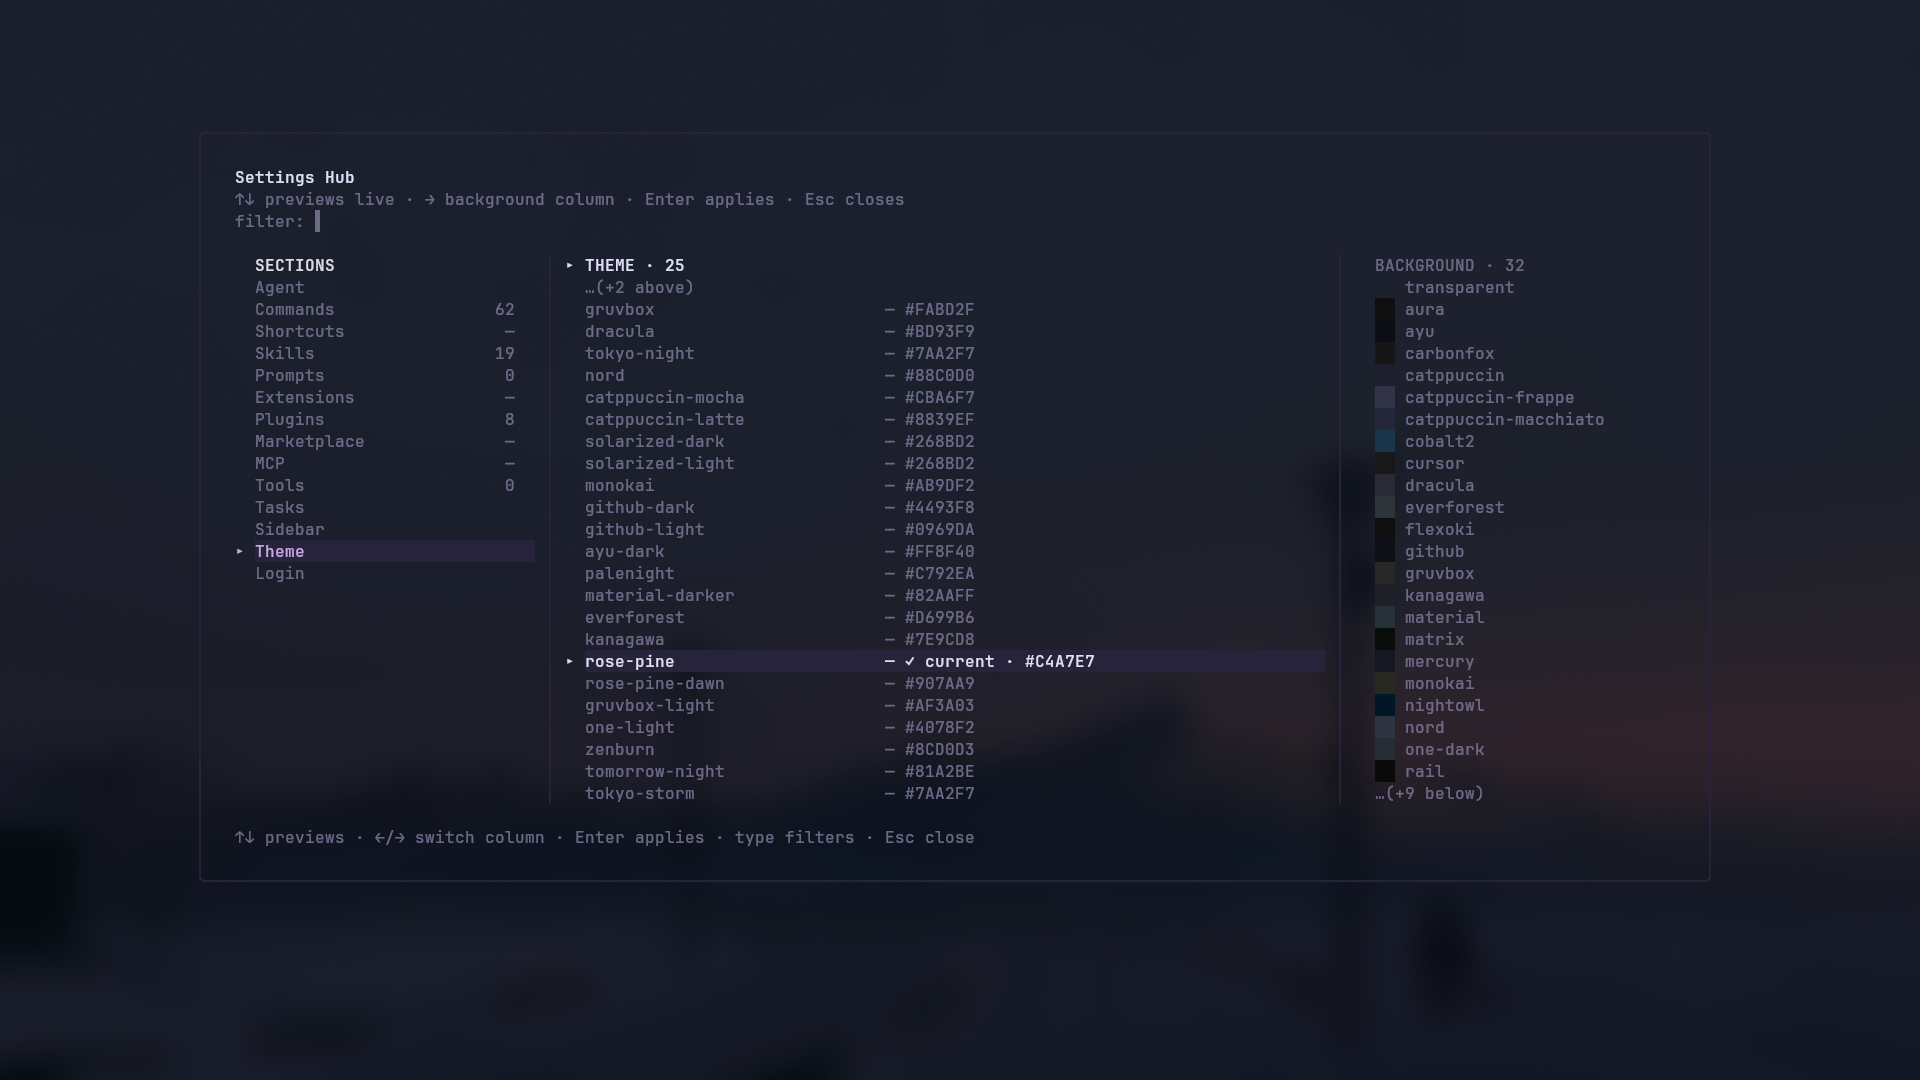 Settings Hub
↑↓ previews live · → background column · Enter applies · Esc closes
filter:
SECTIONS
Agent
Commands 62
Shortcuts —
Skills 19
Prompts 0
Extensions —
Plugins 8
Marketplace —
MCP —
Tools 0
Tasks
Sidebar
▸ Theme
Login
▸ THEME · 25
…(+2 above)
gruvbox — #FABD2F
dracula — #BD93F9
tokyo-night — #7AA2F7
nord — #88C0D0
catppuccin-mocha — #CBA6F7
catppuccin-latte — #8839EF
solarized-dark — #268BD2
solarized-light — #268BD2
monokai — #AB9DF2
github-dark — #4493F8
github-light — #0969DA
ayu-dark — #FF8F40
palenight — #C792EA
material-darker — #82AAFF
everforest — #D699B6
kanagawa — #7E9CD8
▸ rose-pine — ✓ current · #C4A7E7
rose-pine-dawn — #907AA9
gruvbox-light — #AF3A03
one-light — #4078F2
zenburn — #8CD0D3
tomorrow-night — #81A2BE
tokyo-storm — #7AA2F7
BACKGROUND · 32
transparent
aura
ayu
carbonfox
catppuccin
catppuccin-frappe
catppuccin-macchiato
cobalt2
cursor
dracula
everforest
flexoki
github
gruvbox
kanagawa
material
matrix
mercury
monokai
nightowl
nord
one-dark
rail
…(+9 below)
↑↓ previews · ←/→ switch column · Enter applies · type filters · Esc close